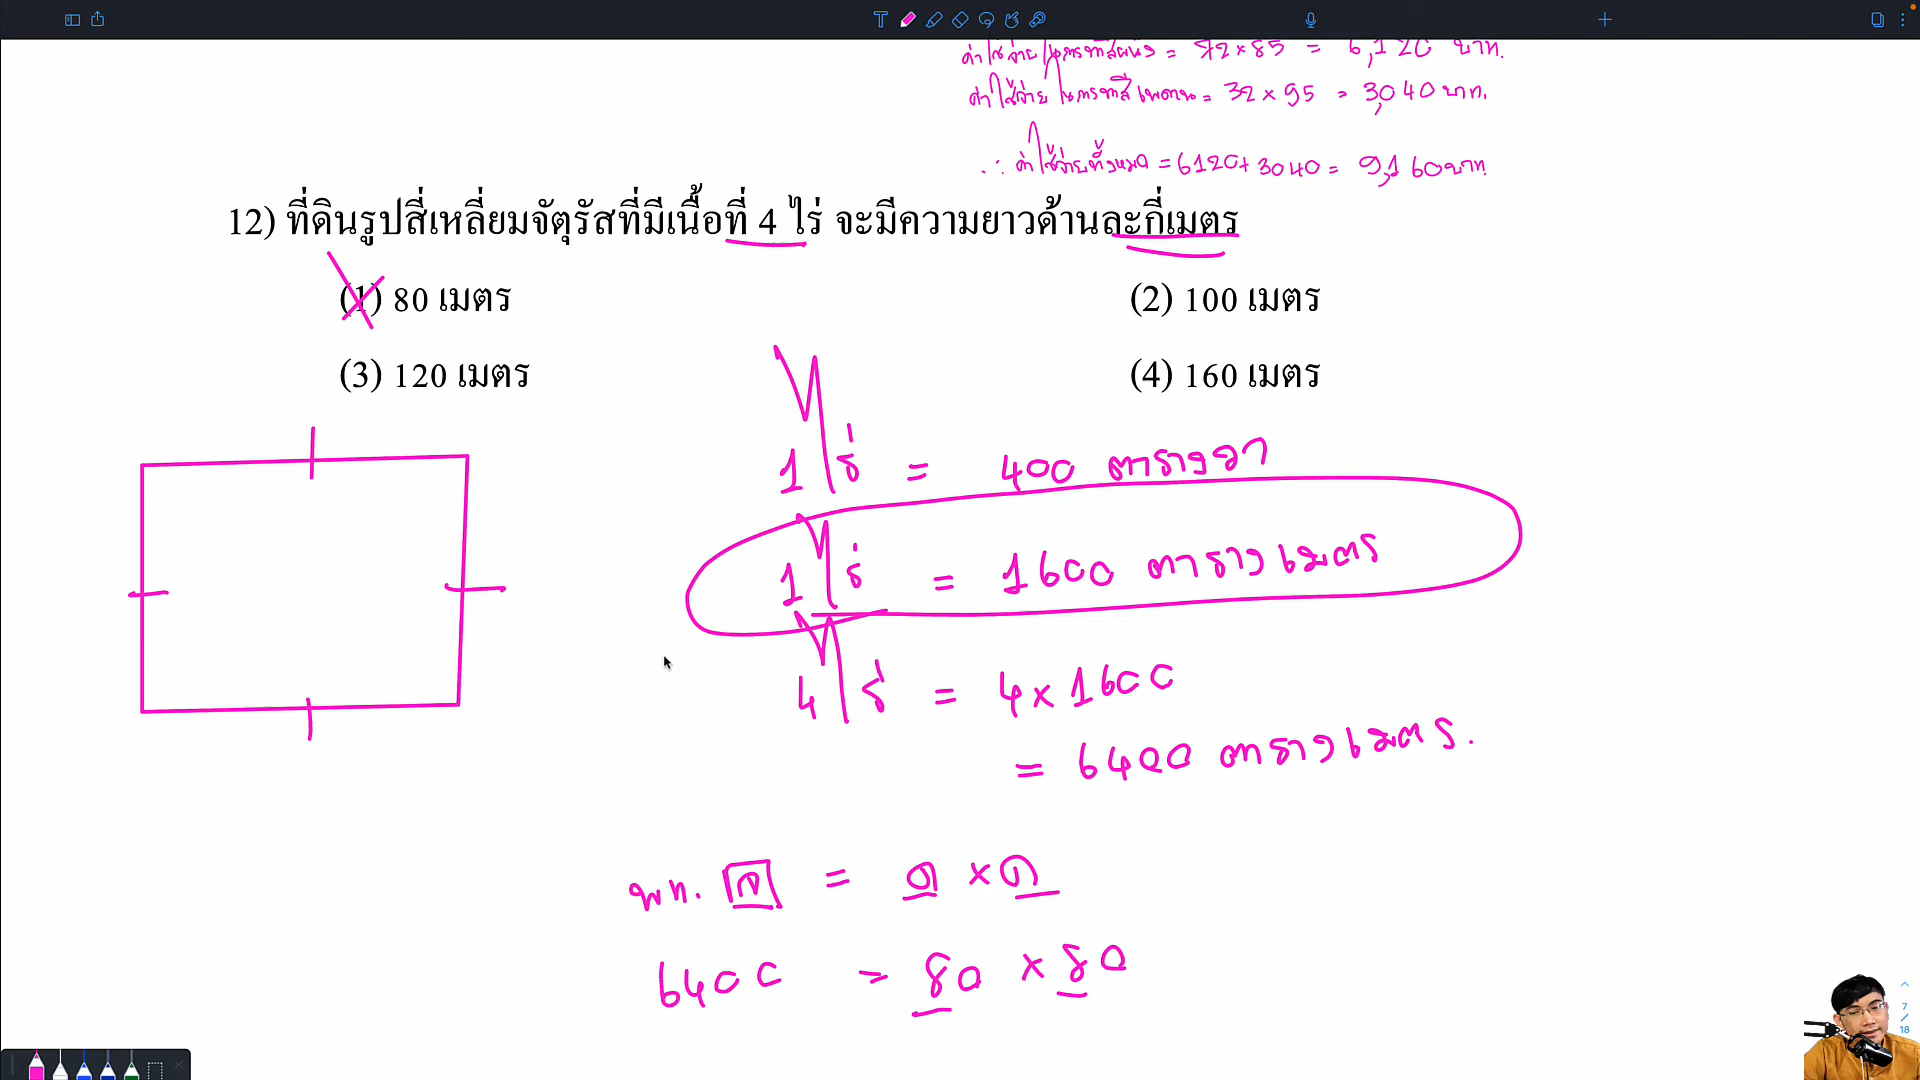 ค่าใช้จ่ายในการทาสีผนัง = 72×85 = 6,120 บาท.
ค่าใช้จ่ายในการทาสีเพดาน = 32×95 = 3,040 บาท.
∴ ค่าใช้จ่ายทั้งหมด = 6120+3040 = 9,160 บาท
12) ที่ดินรูปสี่เหลี่ยมจัตุรัสที่มีเนื้อที่ 4 ไร่ จะมีความยาวด้านละกี่เมตร
(1) 80 เมตร
(2) 100 เมตร
(3) 120 เมตร
(4) 160 เมตร
1 ไร่ = 400 ตารางวา
1 ไร่ = 1600 ตารางเมตร
4 ไร่ = 4×1600
= 6400 ตารางเมตร.
พท. จ = ด × ด
6400 = 80 × 80
7
/
18